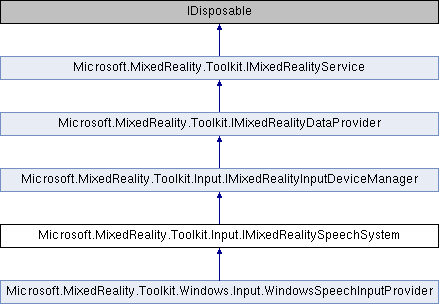 IDisposable
Microsoft.MixedReality.Toolkit.IMixedRealityService
Microsoft.MixedReality.Toolkit.IMixedRealityDataProvider
Microsoft.MixedReality.Toolkit.Input.IMixedRealityInputDeviceManager
Microsoft.MixedReality.Toolkit.Input.IMixedRealitySpeechSystem
Microsoft.MixedReality.Toolkit.Windows.Input.WindowsSpeechInputProvider